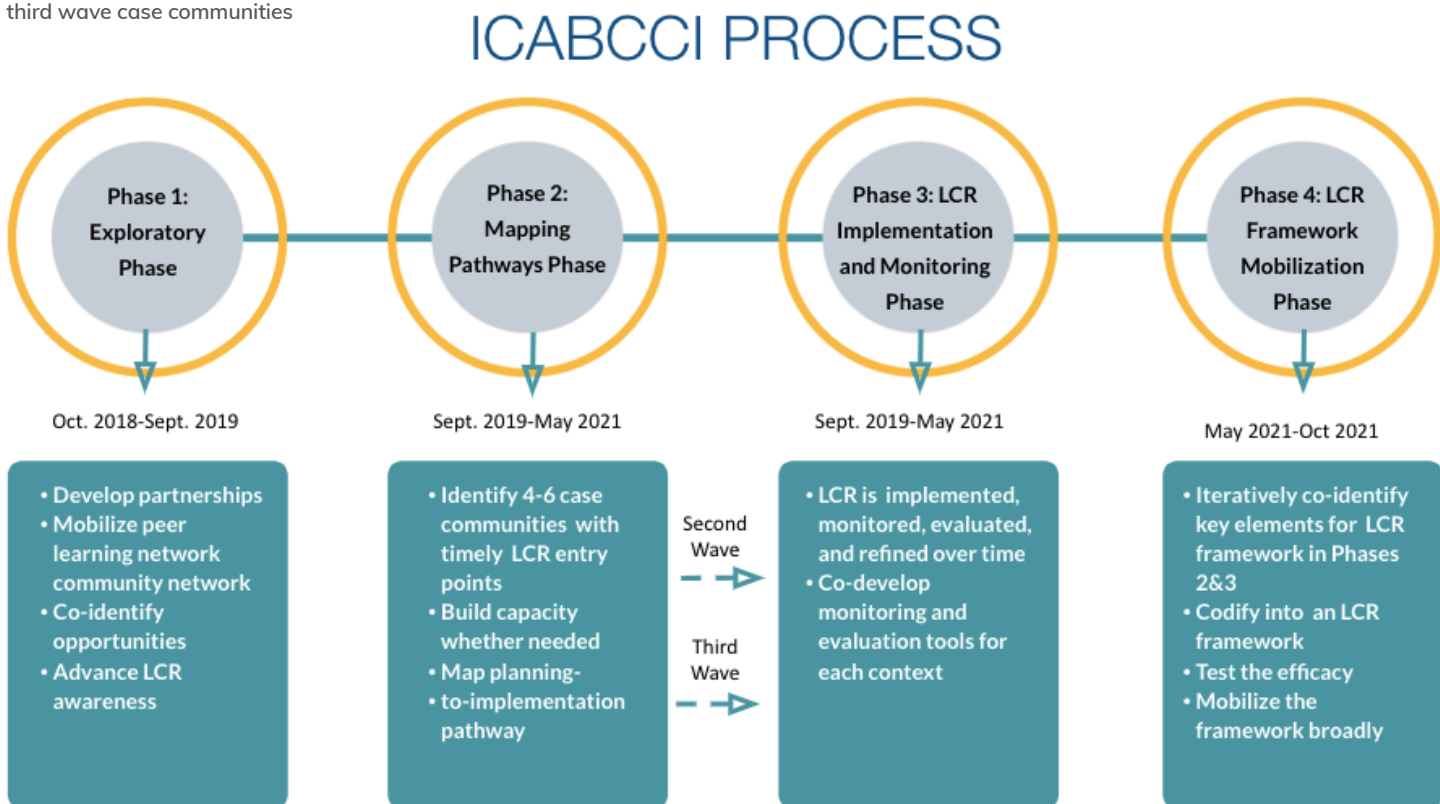 third wave case communities
ICABCCI PROCESS
Phase 1:
Exploratory
Phase
Phase 2:
Mapping
Pathways Phase
Phase 3: LCR
Implementation
and Monitoring
Phase
Phase 4: LCR
Framework
Mobilization
Phase
Oct. 2018-Sept. 2019
Sept. 2019-May 2021
Sept. 2019-May 2021
May 2021-Oct 2021
• Develop partnerships
• Mobilize peer
learning network
community network
• Co-identify
opportunities
• Advance LCR
awareness
• Identify 4-6 case
communities with
timely LCR entry
points
• Build capacity
whether needed
• Map planning-
• to-implementation
pathway
Second
Wave
Third
Wave
• LCR is implemented,
monitored, evaluated,
and refined over time
• Co-develop
monitoring and
evaluation tools for
each context
• Iteratively co-identify
key elements for LCR
framework in Phases
2&3
• Codify into an LCR
framework
• Test the efficacy
• Mobilize the
framework broadly